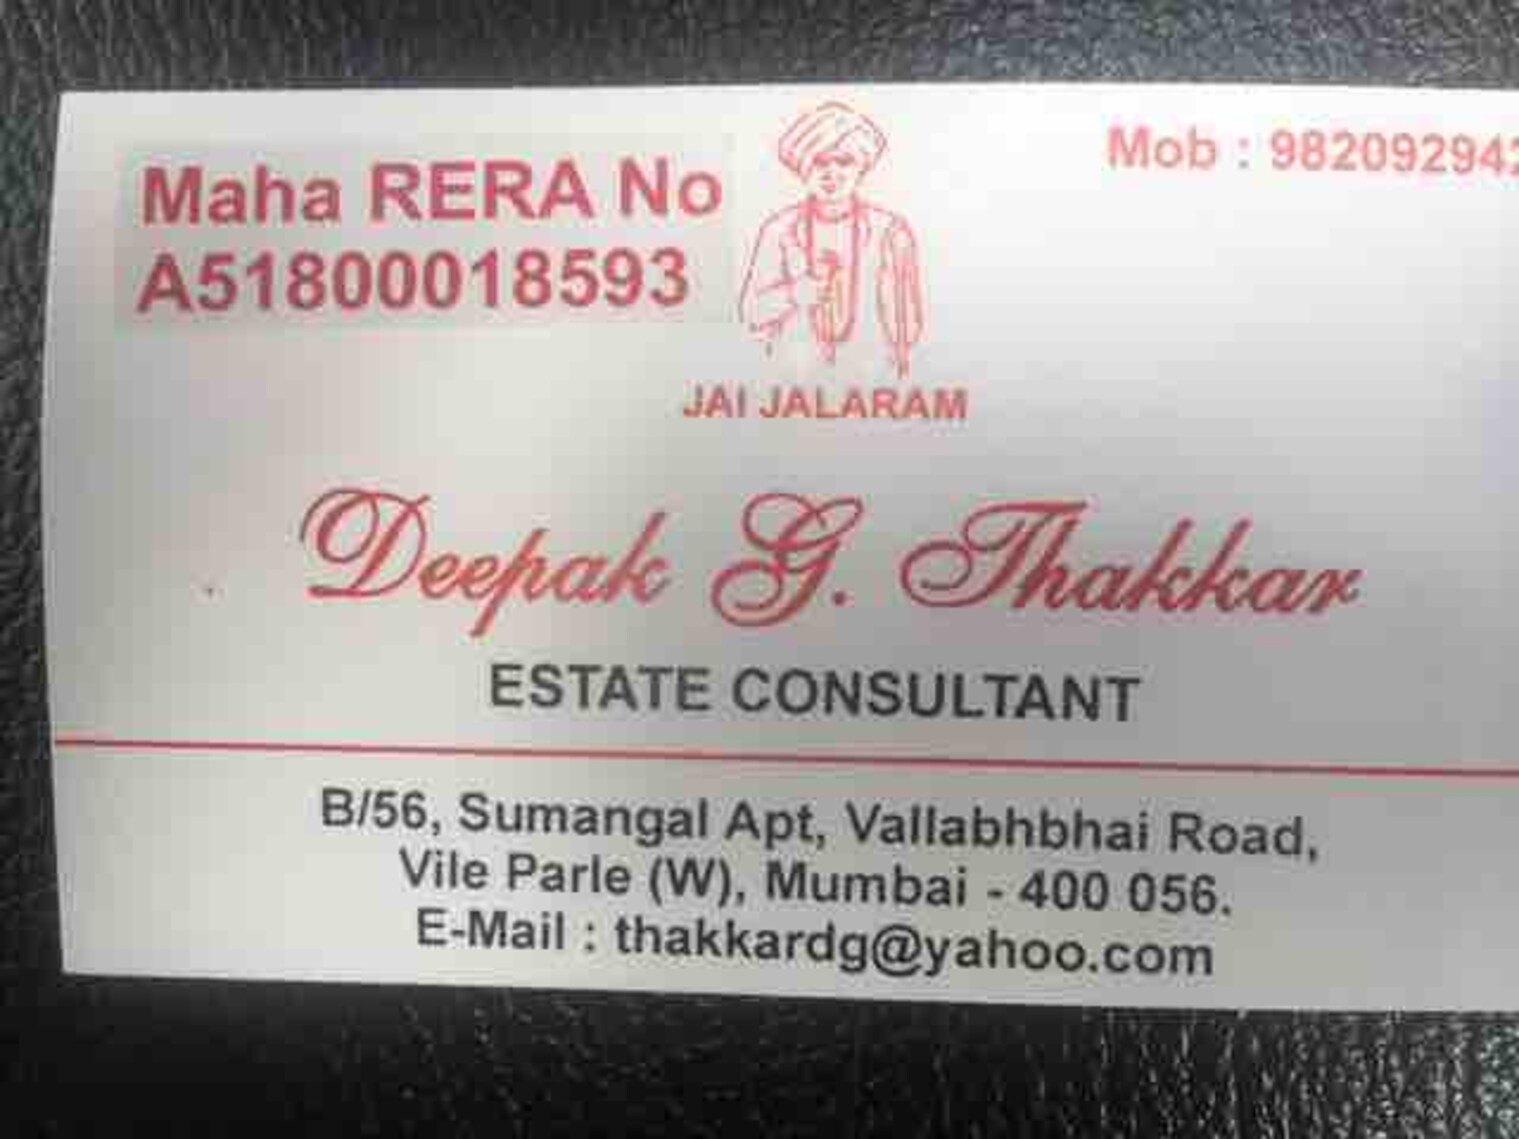 Maha RERA No
A51800018593
Mob :
JAI JALARAM
Deepak G. Thakkar
ESTATE CONSULTANT
B/56, Sumangal Apt, Vallabhbhai Road,
Vile Parle (W), Mumbai - 400 056.
E-Mail : thakkardg@yahoo.com